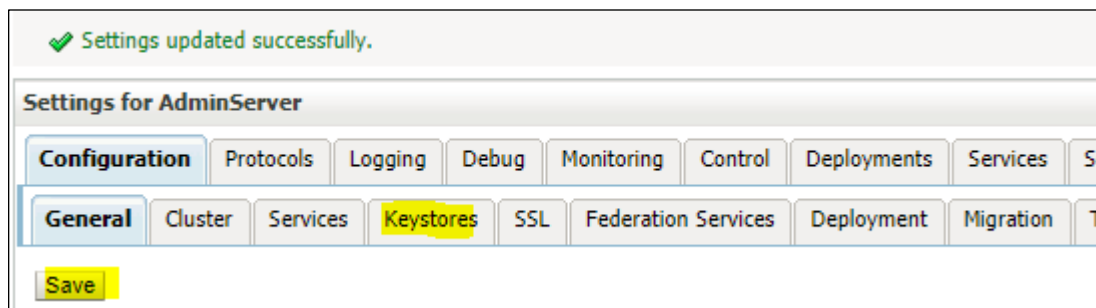 Settings updated successfully.
Settings for AdminServer
Configuration Protocols Logging Debug Monitoring Control Deployments Services S
General Cluster Services Keystores SSL Federation Services Deployment Migration T
Save